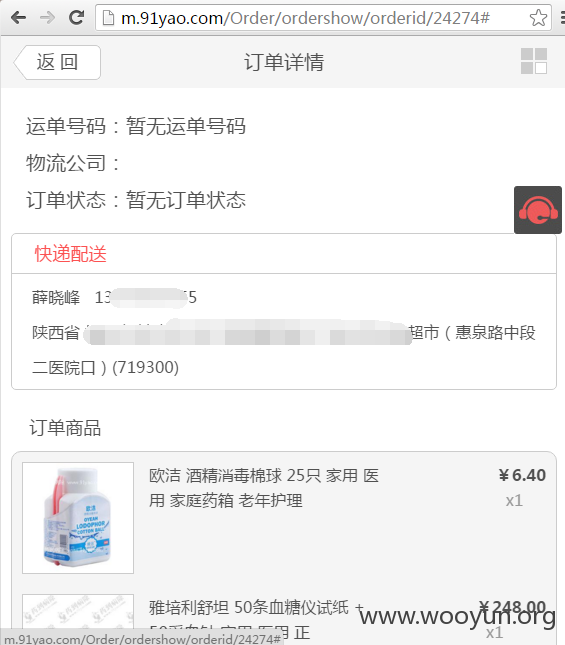 m.91yao.com/Order/ordershow/orderid/24274#
返 回
订单详情
运单号码：暂无运单号码
物流公司：
订单状态：暂无订单状态
快递配送
薛晓峰 13 5
陕西省 超市（惠泉路中段
二医院口）(719300)
订单商品
欧洁 酒精消毒棉球 25只 家用 医
¥6.40
用 家庭药箱 老年护理
x1
雅培利舒坦 50条血糖仪试纸 +
¥248.00
www.wooyun.org
家用 医用 正
x1
m.91yao.com/Order/ordershow/orderid/24274#